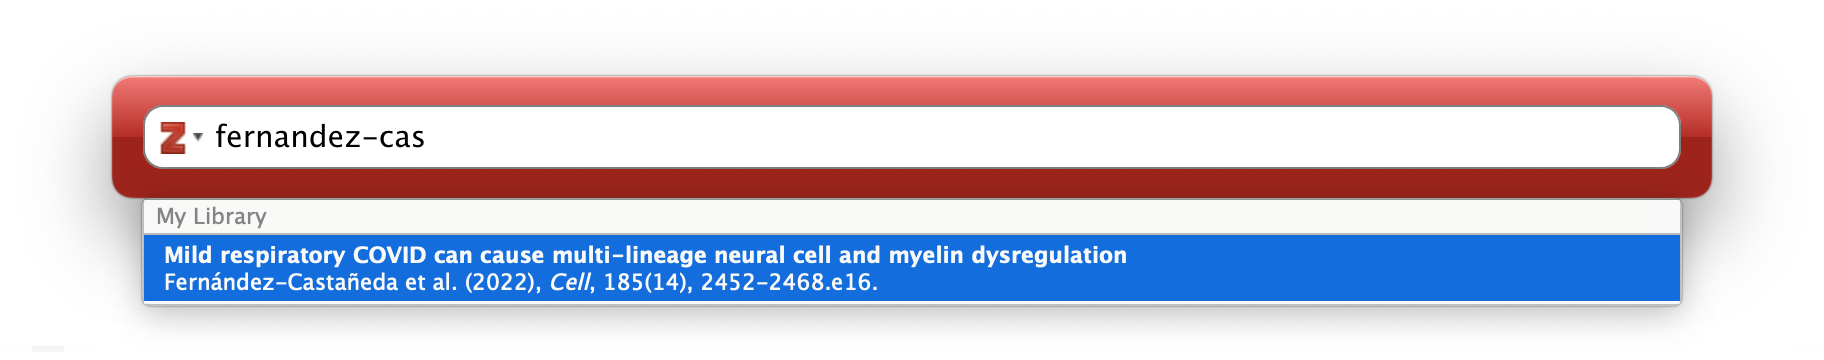 Z fernandez-cas
My Library
Mild respiratory COVID can cause multi-lineage neural cell and myelin dysregulation
Fernández-Castañeda et al. (2022), Cell, 185(14), 2452-2468.e16.